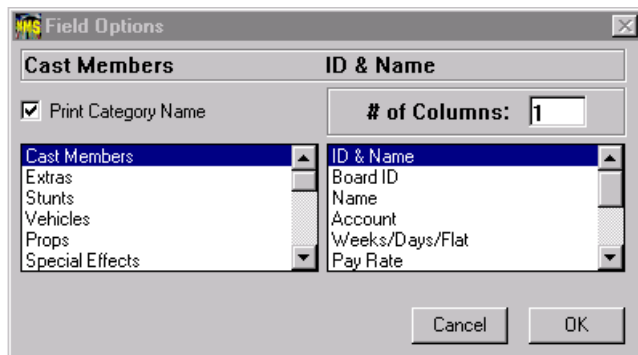 XMS Field Options
Cast Members ID & Name
Print Category Name # of Columns: 1
Cast Members
Extras
Stunts
Vehicles
Props
Special Effects
ID & Name
Board ID
Name
Account
Weeks/Days/Flat
Pay Rate
Cancel OK